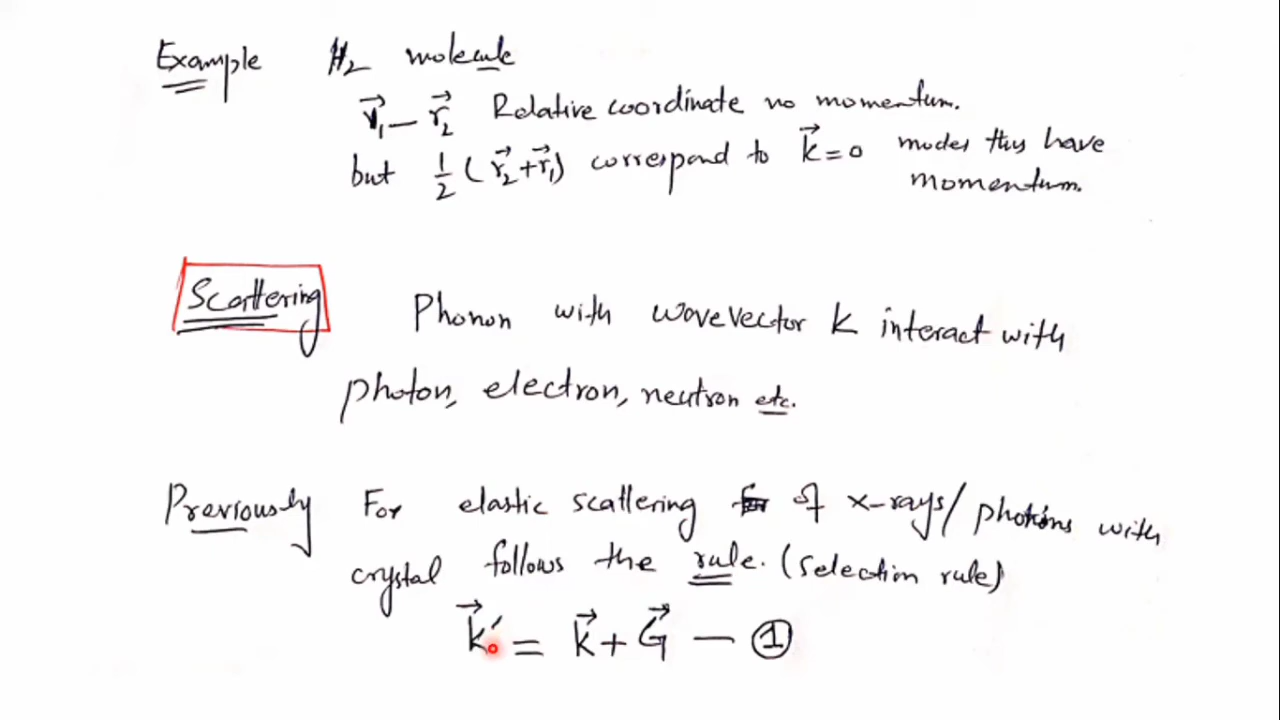 Example H₂ molecule
r⃗₁ − r⃗₂ Relative coordinate no momentum.
but ½ (r⃗₂+r⃗₁) correspond to k⃗=0 modes thus have
momentum.
Scattering Phonon with wavevector k interact with
photon, electron, neutron etc.
Previously For elastic scattering of x-rays/photons with
crystal follows the rule. (selection rule)
k⃗′ = k⃗ + G⃗ — ①